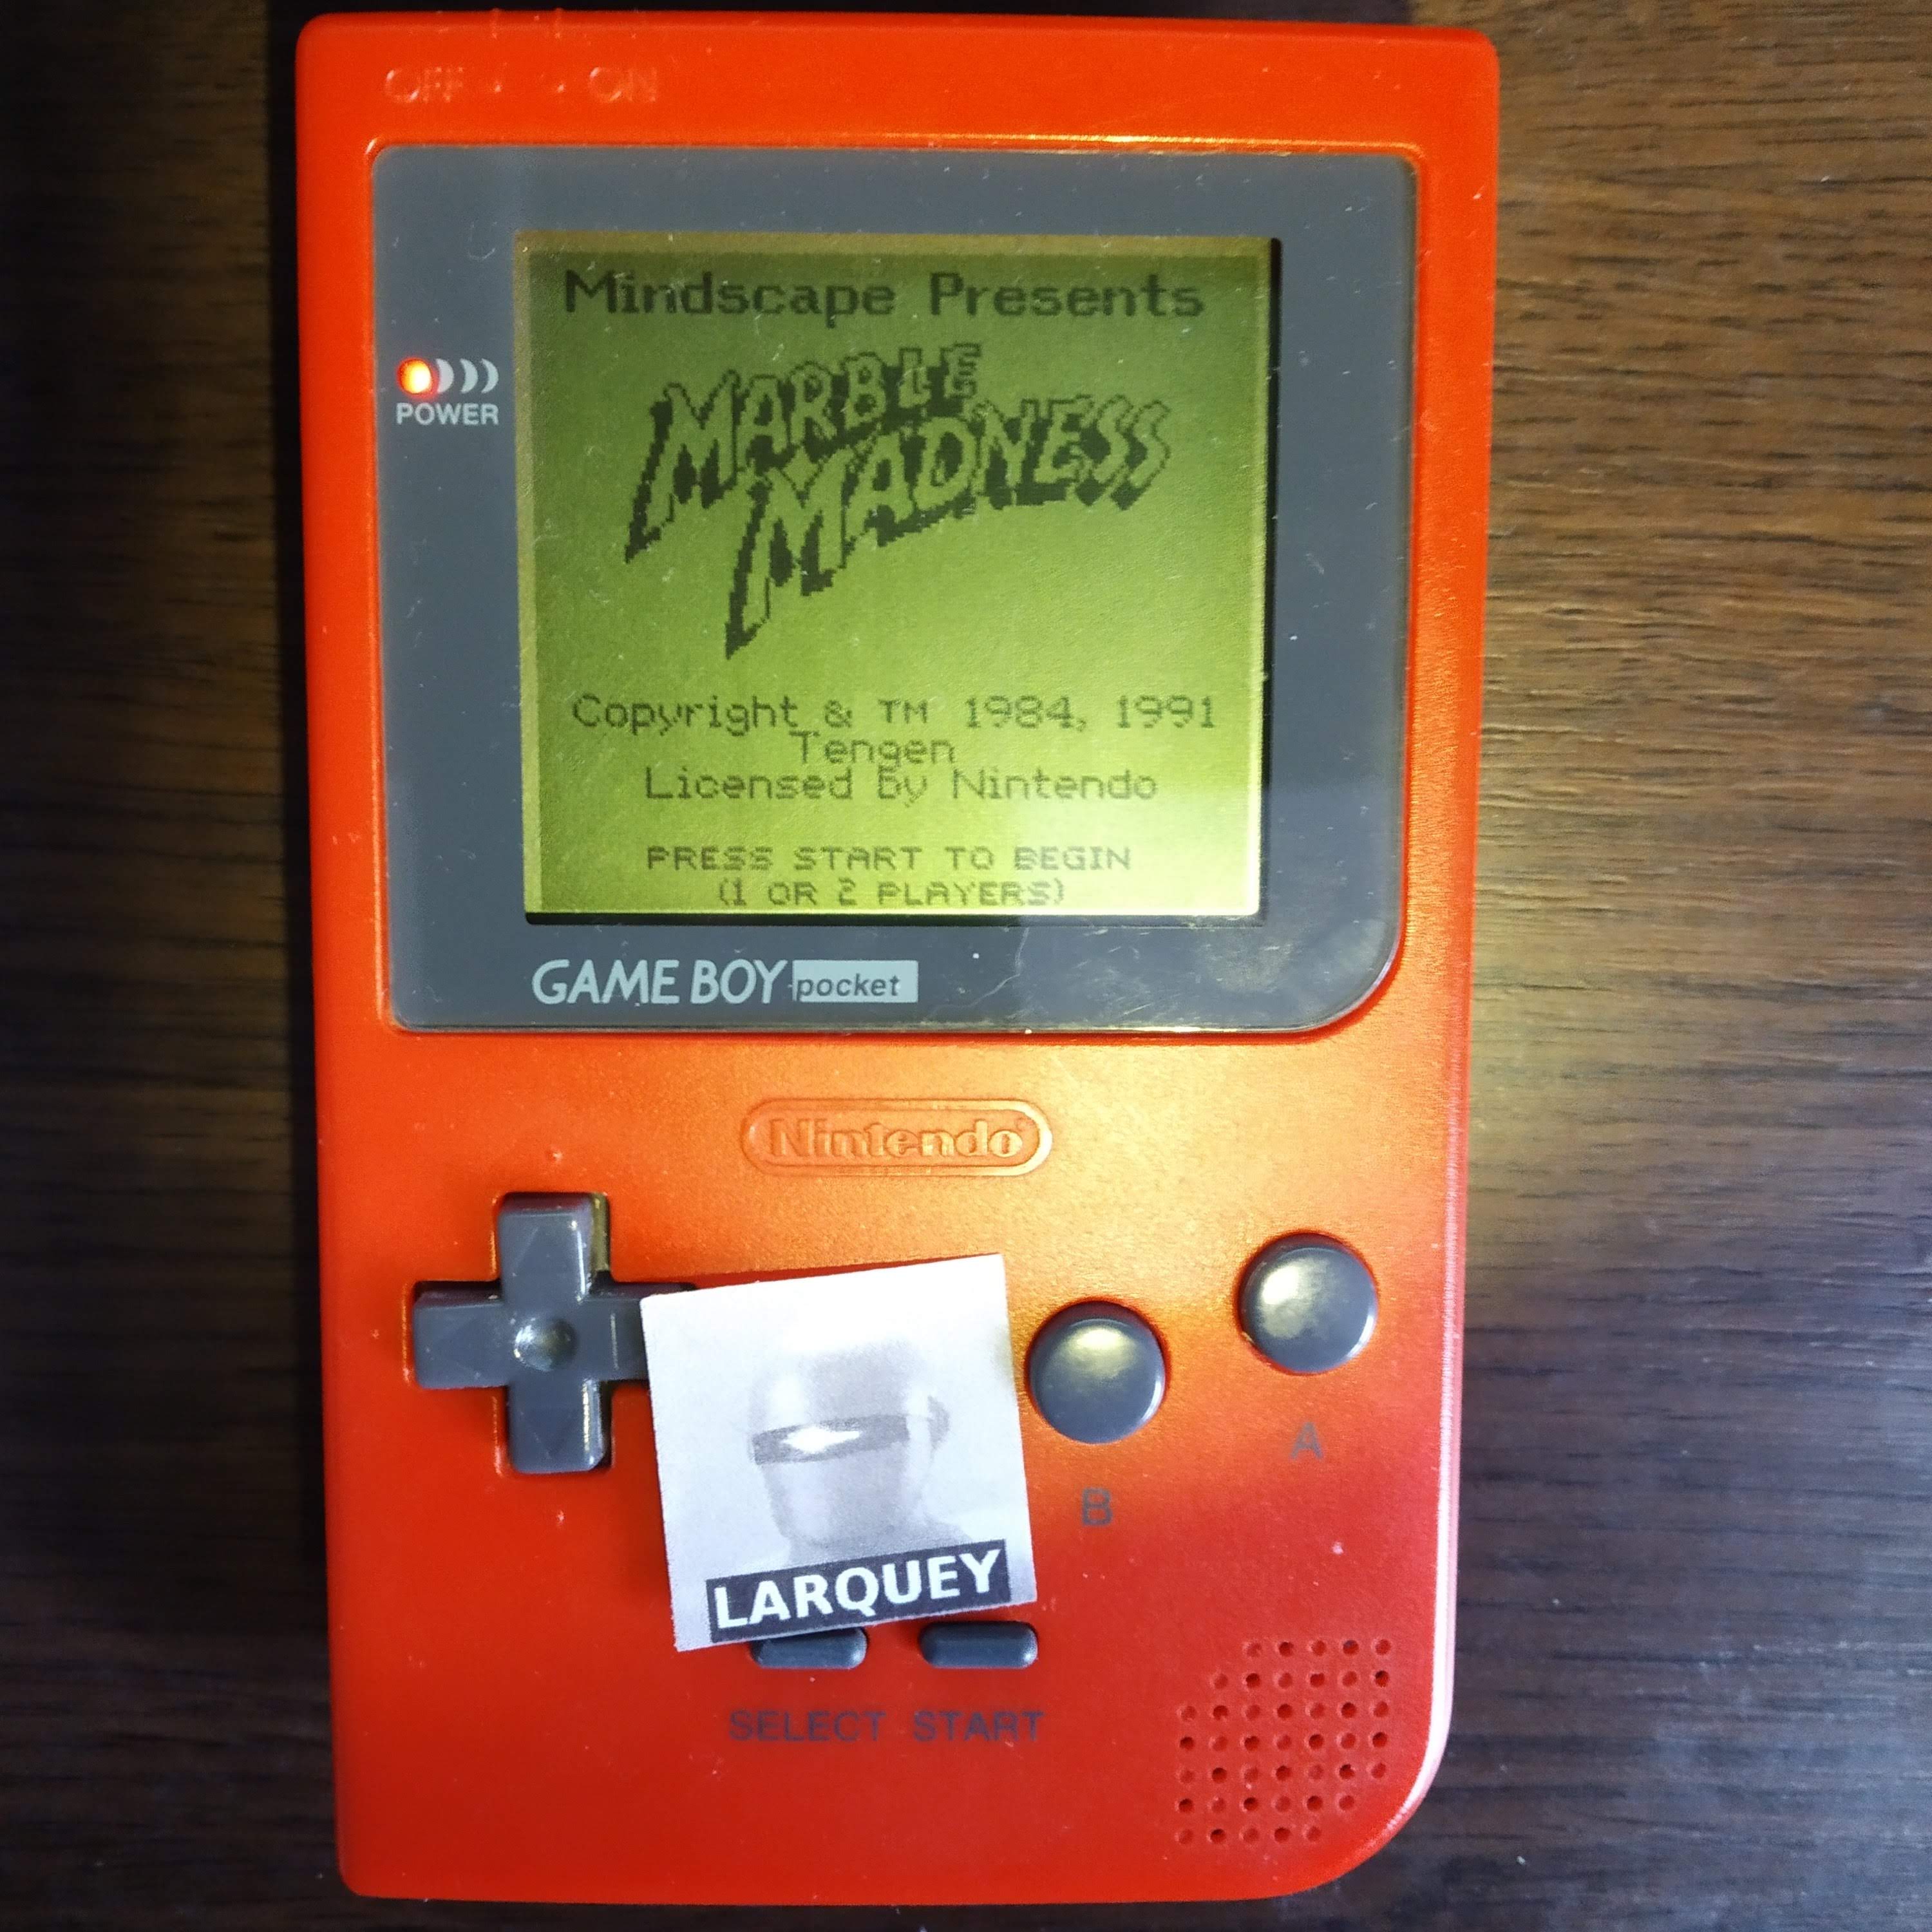 OFF ON
Mindscape Presents
MARBLE
MADNESS
POWER
Copyright & TM 1984, 1991
Tengen
Licensed by Nintendo
PRESS START TO BEGIN
(1 OR 2 PLAYERS)
GAME BOY pocket
Nintendo
A
B
LARQUEY
SELECT START